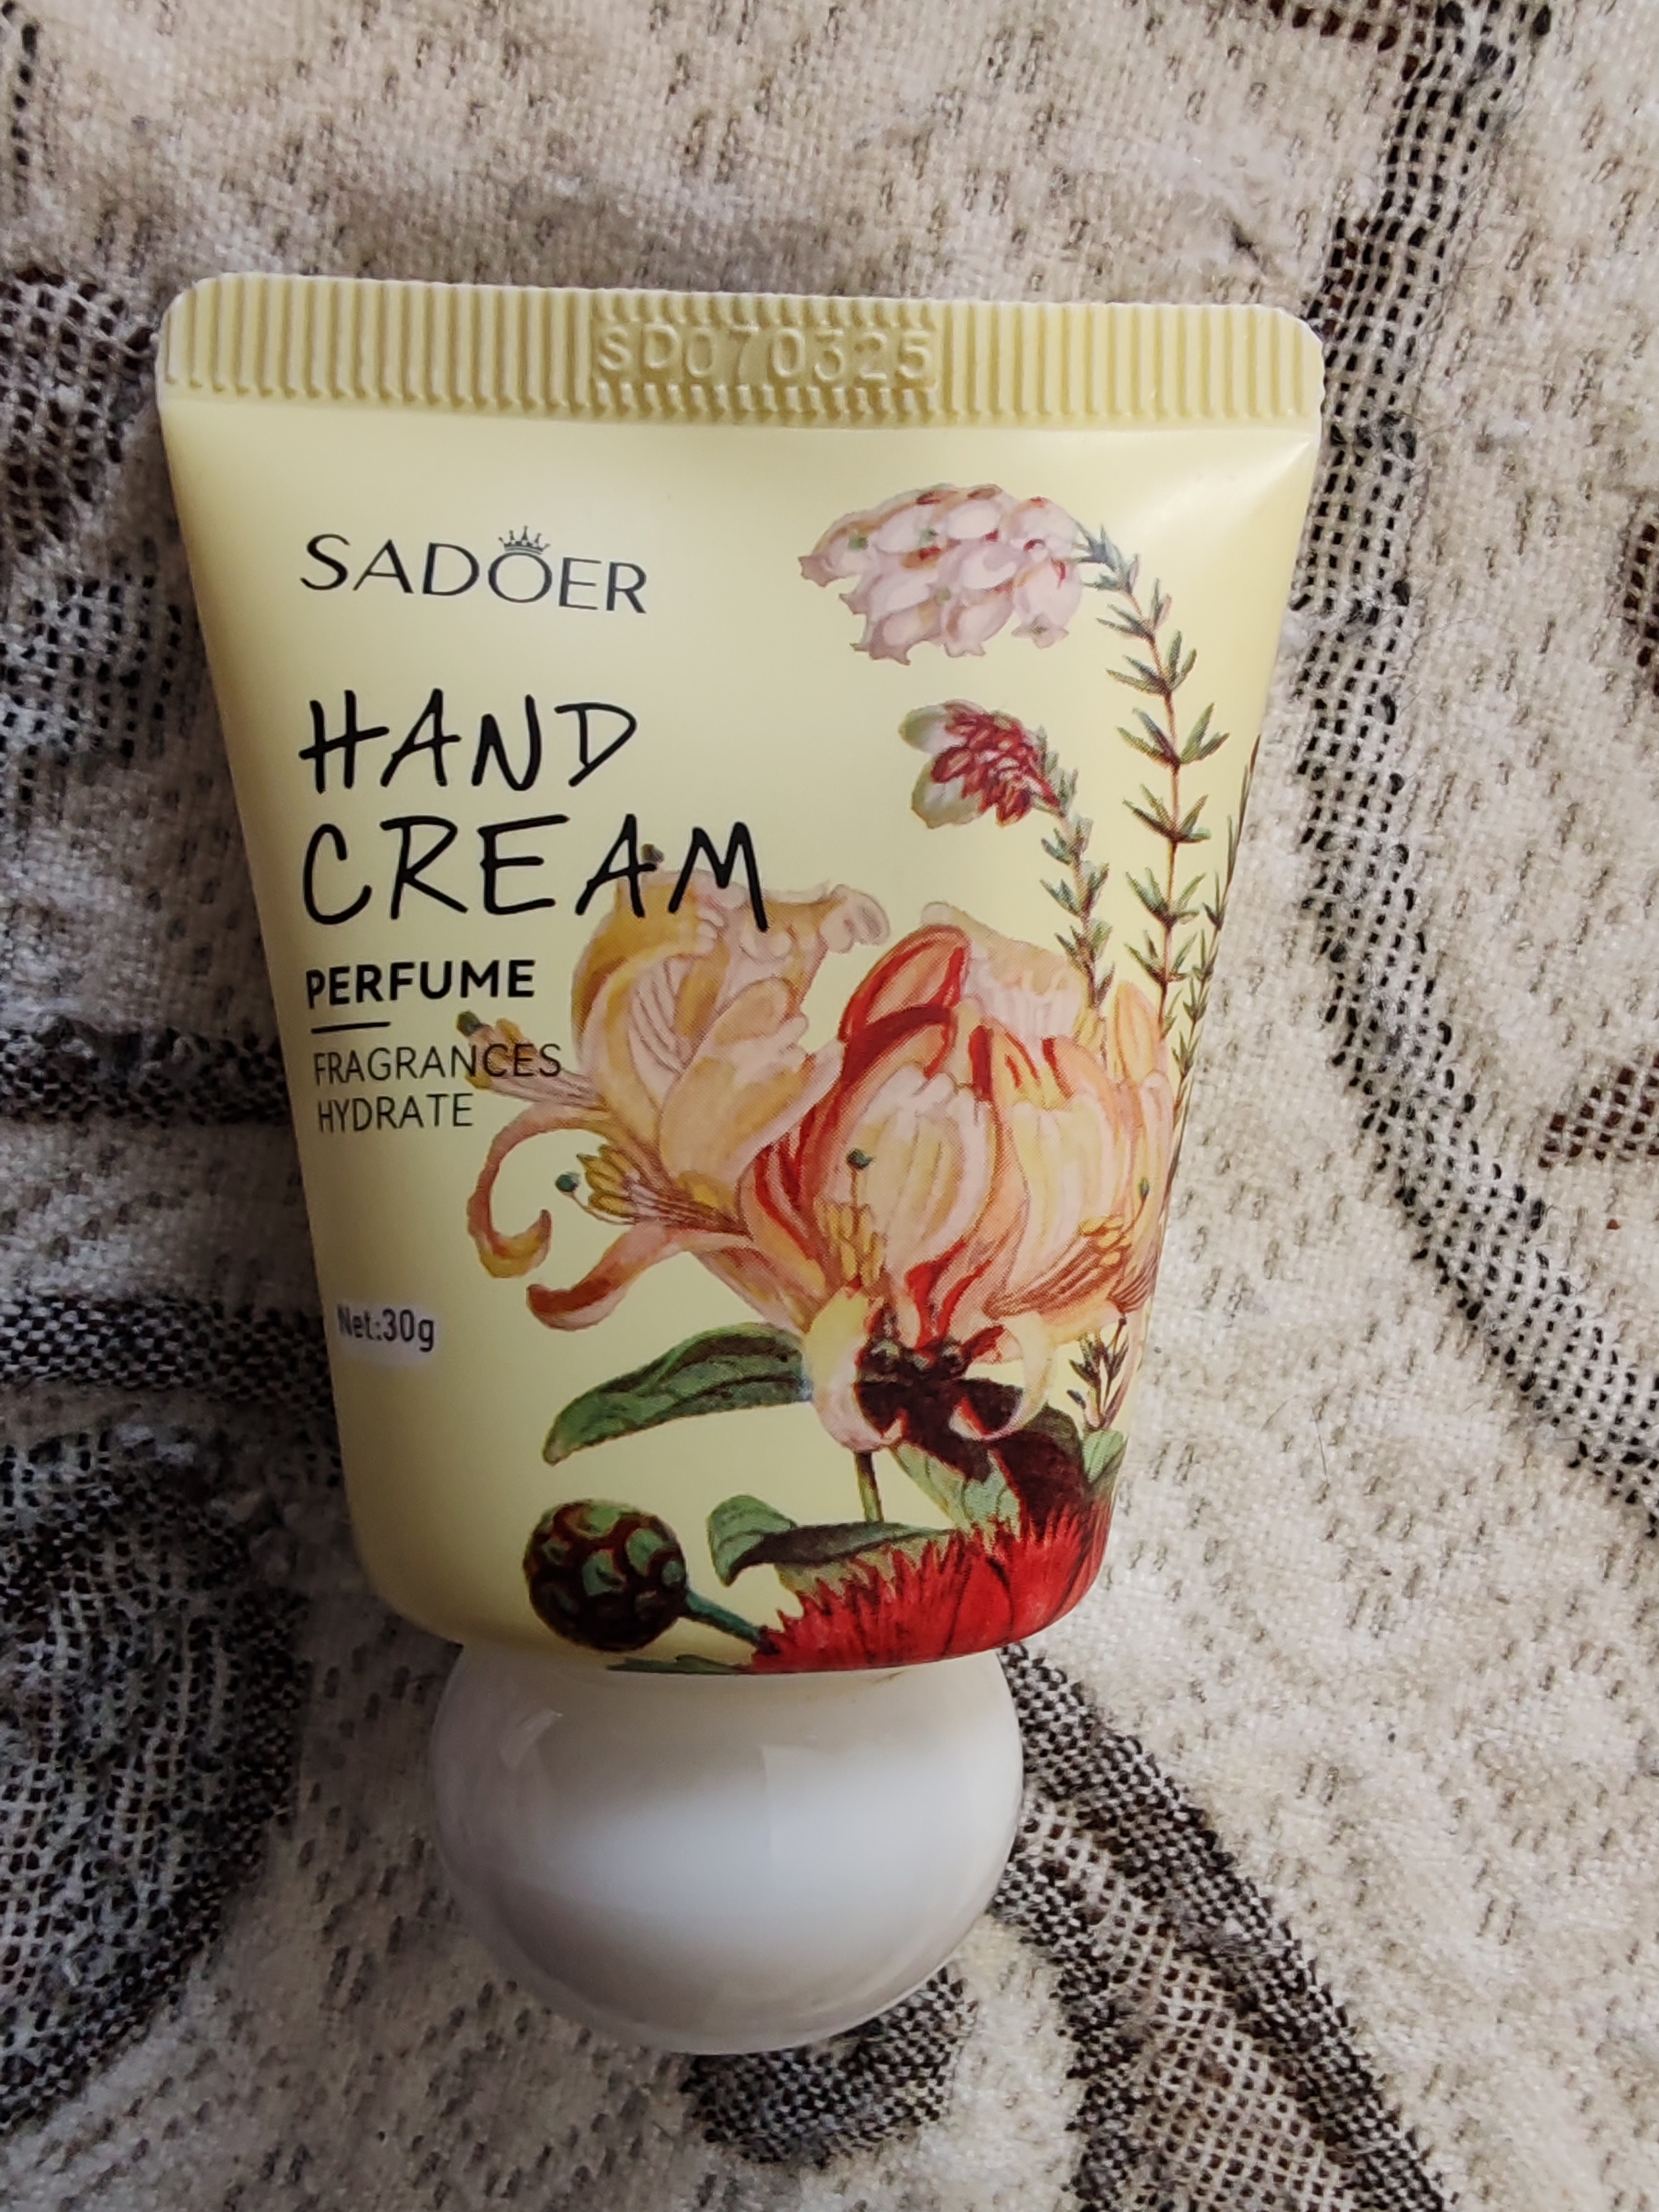 SD070325
SADOER
HAND
CREAM
PERFUME
FRAGRANCES
HYDRATE
Net:30g